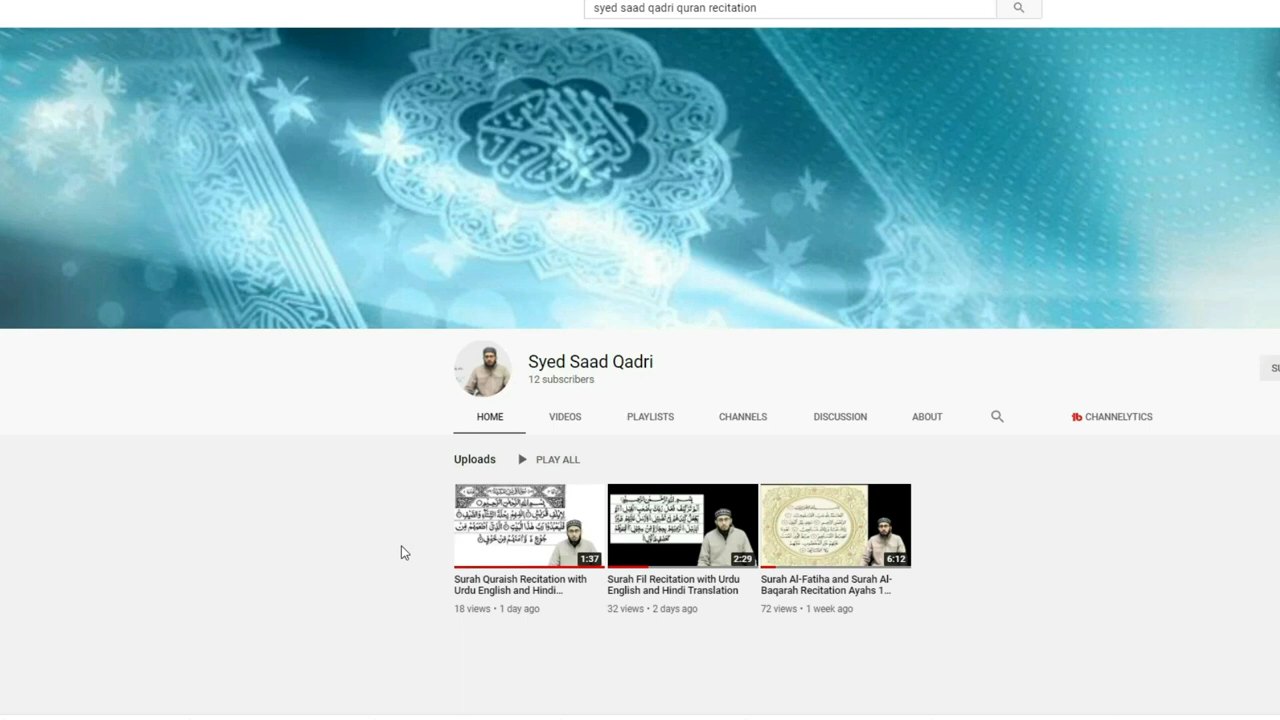 syed saad qadri quran recitation
Syed Saad Qadri
12 subscribers
HOME
VIDEOS
PLAYLISTS
CHANNELS
DISCUSSION
ABOUT
CHANNELYTICS
Uploads
PLAY ALL
1:37
2:29
6:12
Surah Quraish Recitation with
Urdu English and Hindi...
18 views • 1 day ago
Surah Fil Recitation with Urdu
English and Hindi Translation
32 views • 2 days ago
Surah Al-Fatiha and Surah Al-
Baqarah Recitation Ayahs 1...
72 views • 1 week ago